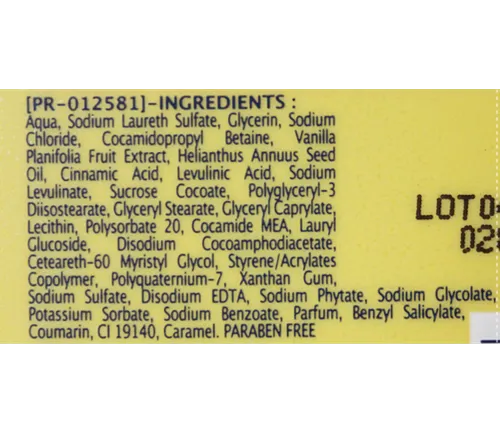 [PR-012581]-INGREDIENTS :
Aqua, Sodium Laureth Sulfate, Glycerin, Sodium
Chloride, Cocamidopropyl Betaine, Vanilla
Planifolia Fruit Extract, Helianthus Annuus Seed
Oil, Cinnamic Acid, Levulinic Acid, Sodium
Levulinate, Sucrose Cocoate, Polyglyceryl-3
Diisostearate, Glyceryl Stearate, Glyceryl Caprylate,
Lecithin, Polysorbate 20, Cocamide MEA, Lauryl
Glucoside, Disodium Cocoamphodiacetate,
Ceteareth-60 Myristyl Glycol, Styrene/Acrylates
Copolymer, Polyquaternium-7, Xanthan Gum,
Sodium Sulfate, Disodium EDTA, Sodium Phytate, Sodium Glycolate,
Potassium Sorbate, Sodium Benzoate, Parfum, Benzyl Salicylate,
Coumarin, CI 19140, Caramel. PARABEN FREE
LOT